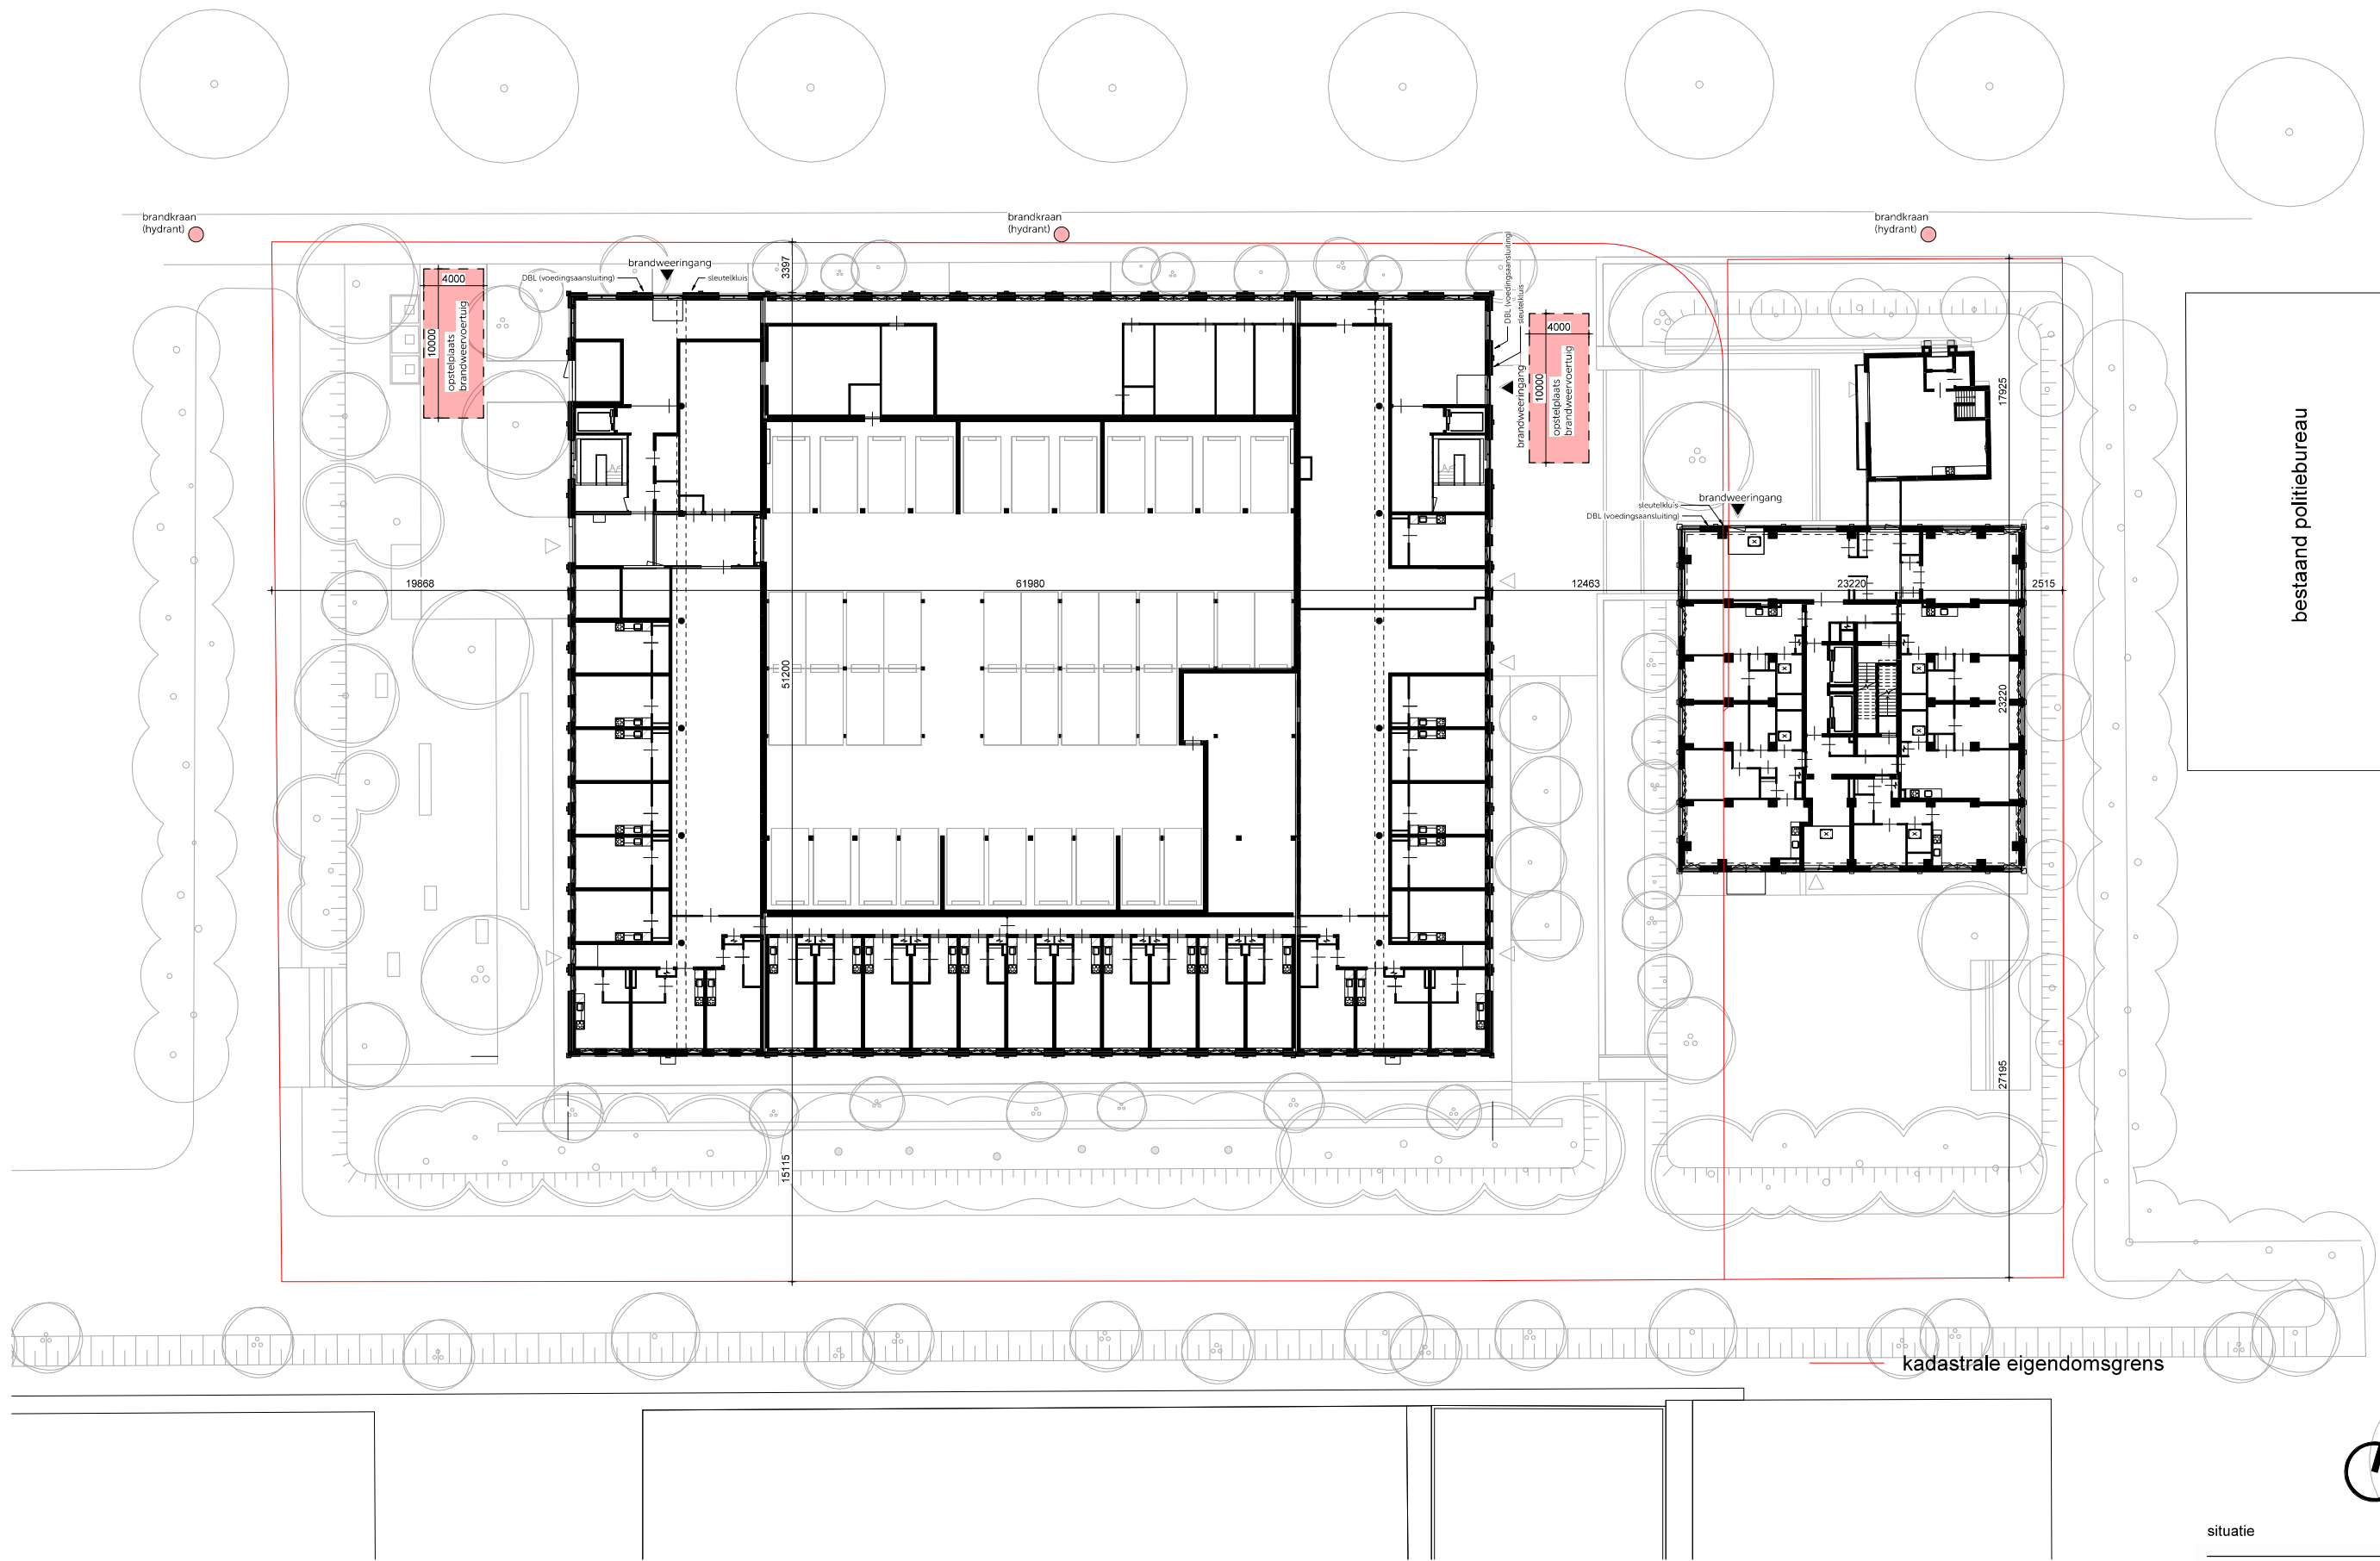 brandkraan
(hydrant)
brandkraan
(hydrant)
brandkraan
(hydrant)
4000
10000
opstelplaats
brandweervoertuig
DBL (voedingsaansluiting)
brandweeringang
sleutelkluis
3397
DBL (voedingsaansluiting)
sleutelkluis
brandweeringang
4000
10000
opstelplaats
brandweervoertuig
17925
bestaand politiebureau
sleutelkluis
brandweeringang
DBL (voedingsaansluiting)
19868
61980
12463
23220
2515
51200
23220
27195
15115
kadastrale eigendomsgrens
situatie